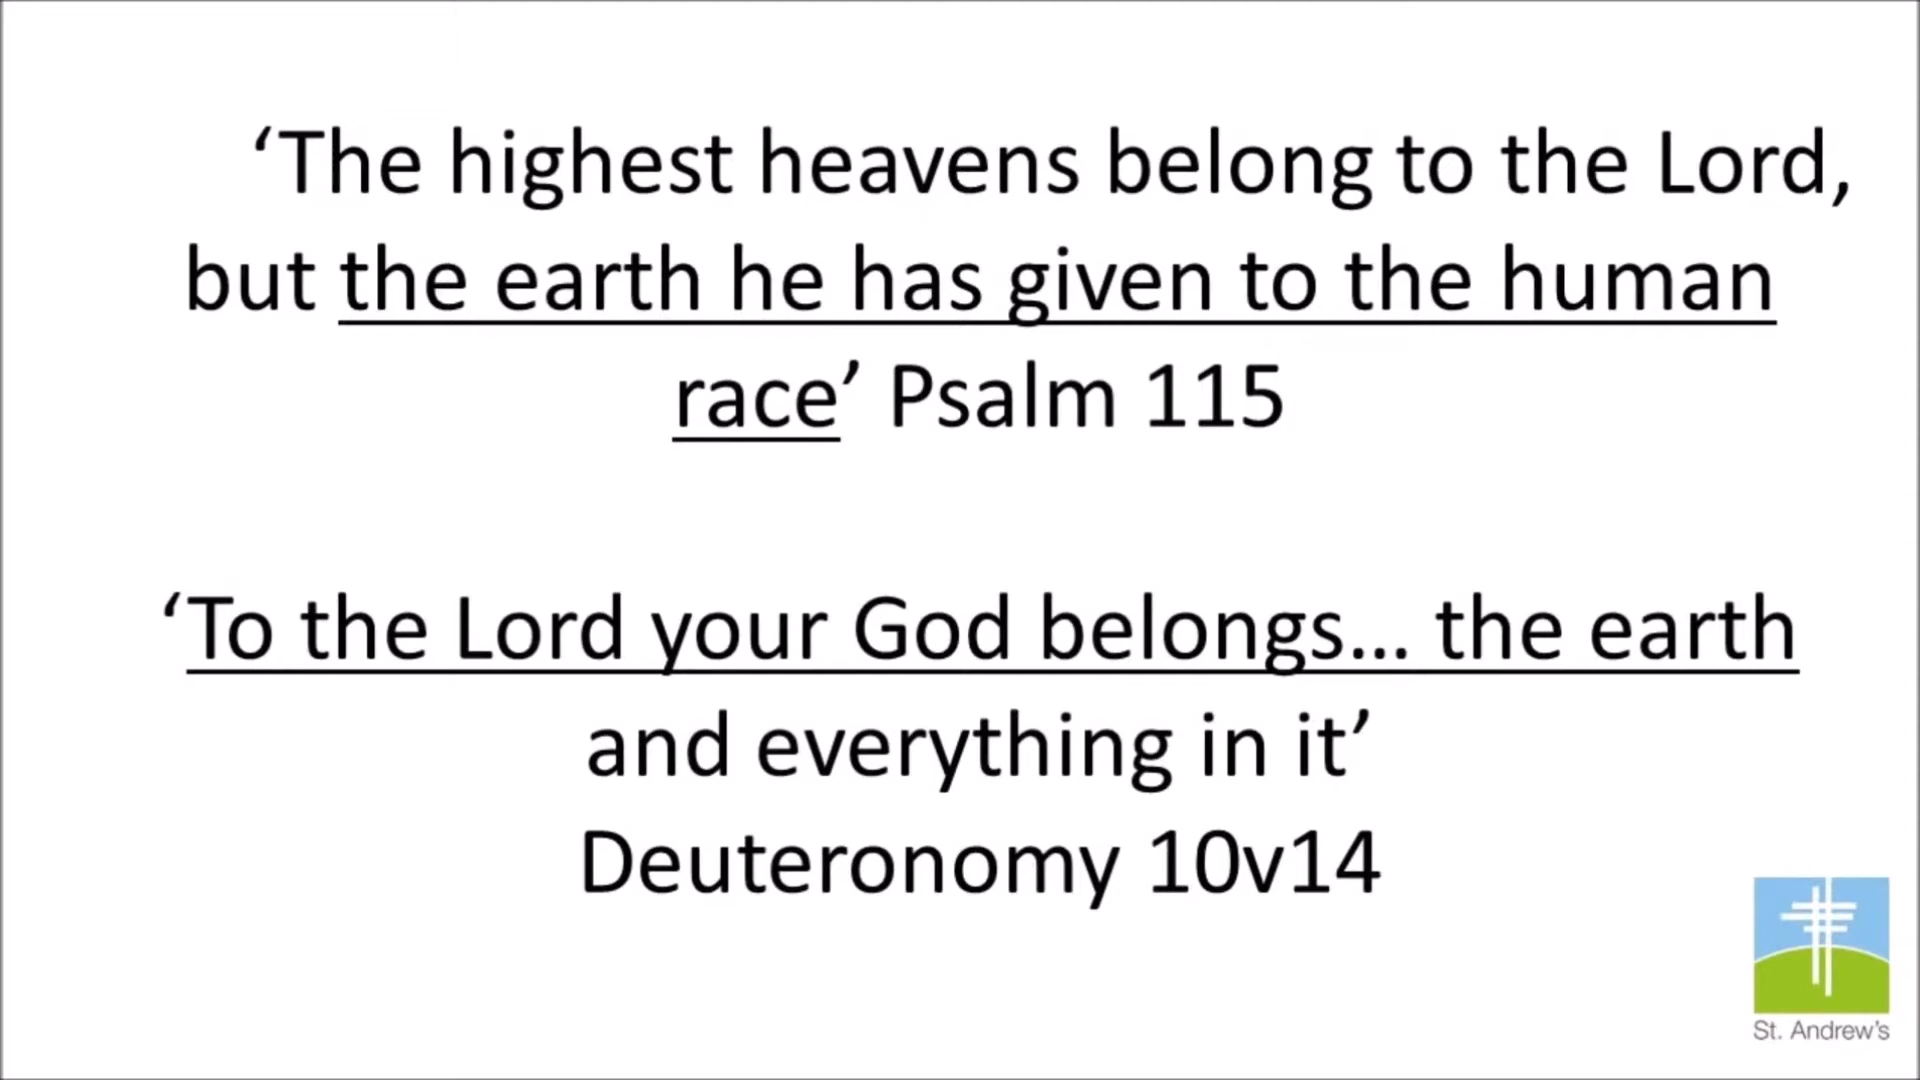 ‘The highest heavens belong to the Lord,
but the earth he has given to the human
race’ Psalm 115
‘To the Lord your God belongs... the earth
and everything in it’
Deuteronomy 10v14
St. Andrew’s